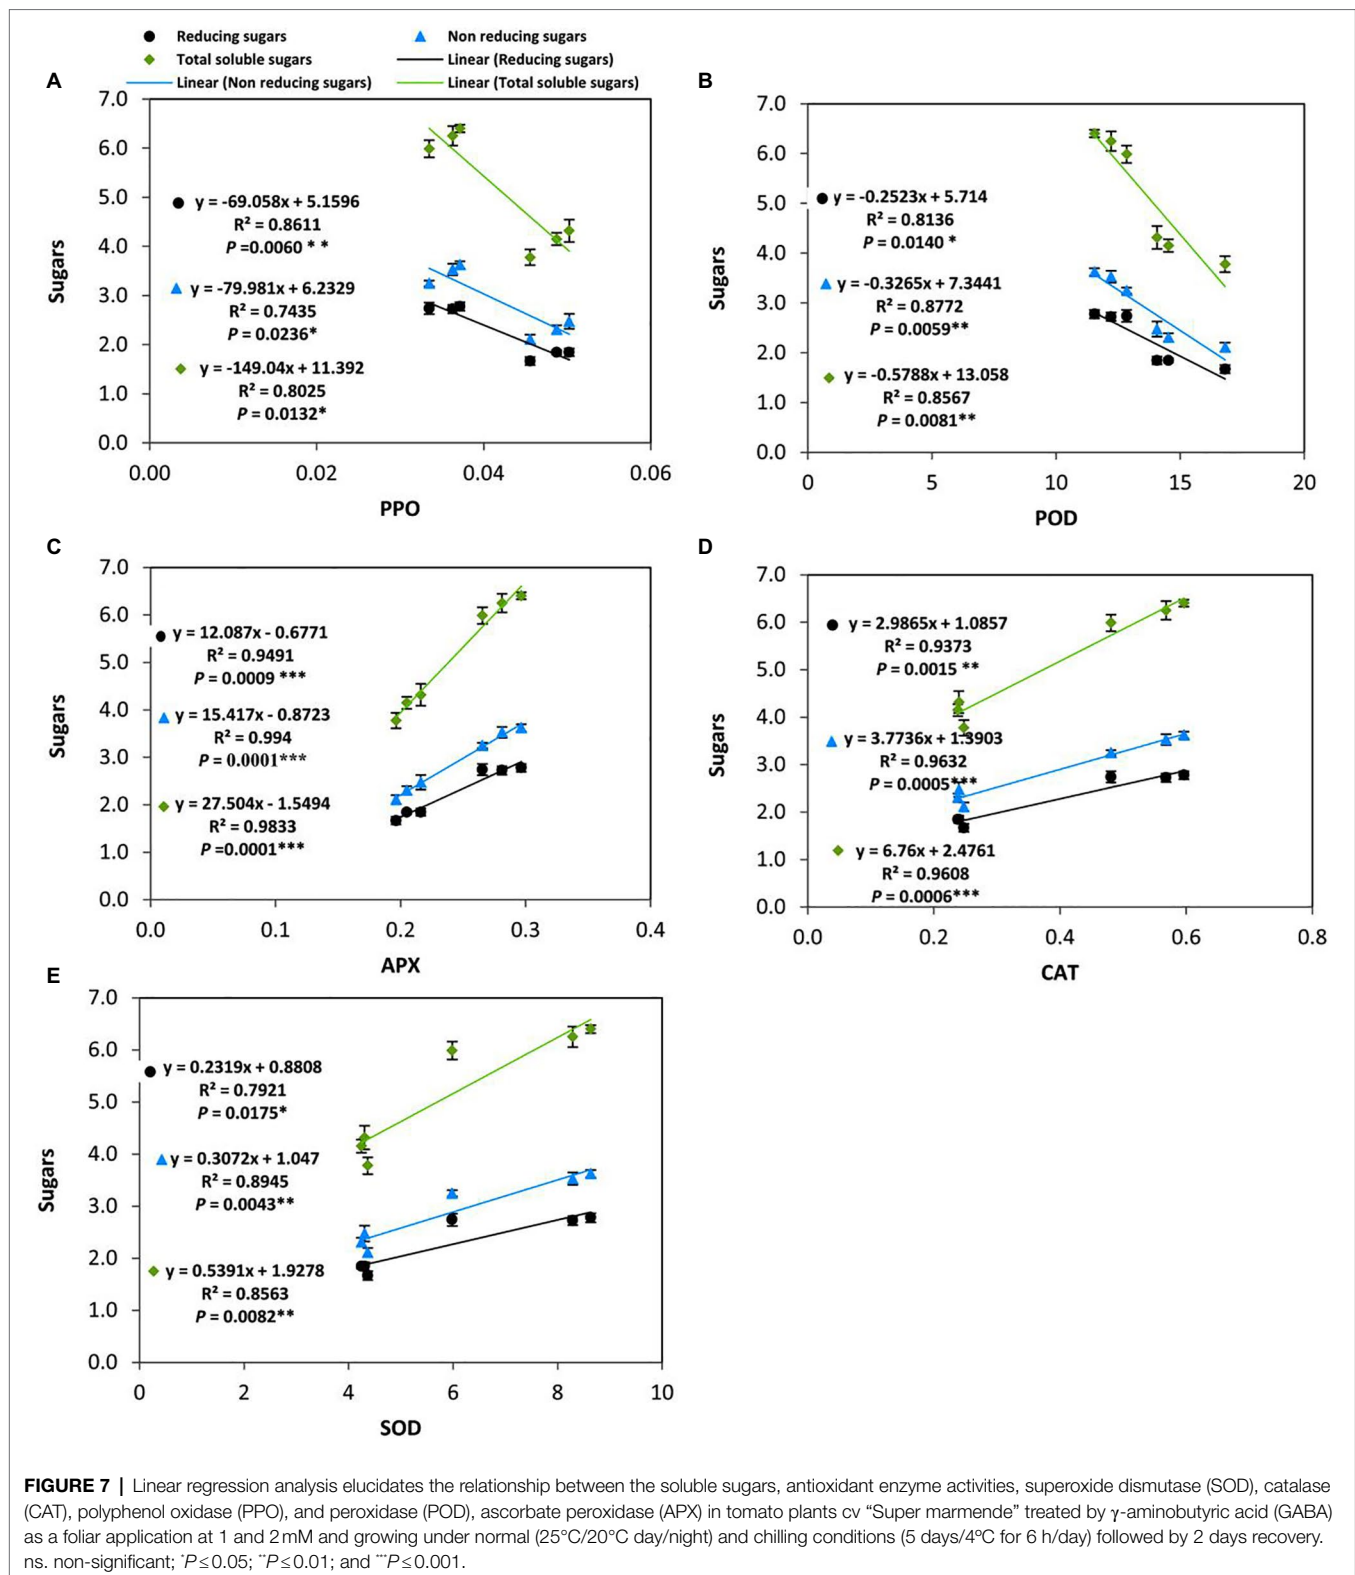 Reducing sugars
Non reducing sugars
Total soluble sugars
Linear (Reducing sugars)
Linear (Non reducing sugars)
Linear (Total soluble sugars)
A
7.0
6.0
5.0
4.0
3.0
2.0
1.0
0.0
Sugars
y = -69.058x + 5.1596
R² = 0.8611
P =0.0060 * *
y = -79.981x + 6.2329
R² = 0.7435
P = 0.0236*
y = -149.04x + 11.392
R² = 0.8025
P = 0.0132*
0.00 0.02 0.04 0.06
PPO
B
7.0
6.0
5.0
4.0
3.0
2.0
1.0
0.0
Sugars
y = -0.2523x + 5.714
R² = 0.8136
P = 0.0140 *
y = -0.3265x + 7.3441
R² = 0.8772
P = 0.0059**
y = -0.5788x + 13.058
R² = 0.8567
P = 0.0081**
0 5 10 15 20
POD
C
7.0
6.0
5.0
4.0
3.0
2.0
1.0
0.0
Sugars
y = 12.087x - 0.6771
R² = 0.9491
P = 0.0009 ***
y = 15.417x - 0.8723
R² = 0.994
P = 0.0001***
y = 27.504x - 1.5494
R² = 0.9833
P =0.0001***
0.0 0.1 0.2 0.3 0.4
APX
D
7.0
6.0
5.0
4.0
3.0
2.0
1.0
0.0
Sugars
y = 2.9865x + 1.0857
R² = 0.9373
P = 0.0015 **
y = 3.7736x + 1.3903
R² = 0.9632
P = 0.0005***
y = 6.76x + 2.4761
R² = 0.9608
P = 0.0006***
0.0 0.2 0.4 0.6 0.8
CAT
E
7.0
6.0
5.0
4.0
3.0
2.0
1.0
0.0
Sugars
y = 0.2319x + 0.8808
R² = 0.7921
P = 0.0175*
y = 0.3072x + 1.047
R² = 0.8945
P = 0.0043**
y = 0.5391x + 1.9278
R² = 0.8563
P = 0.0082**
0 2 4 6 8 10
SOD
FIGURE 7 | Linear regression analysis elucidates the relationship between the soluble sugars, antioxidant enzyme activities, superoxide dismutase (SOD), catalase
(CAT), polyphenol oxidase (PPO), and peroxidase (POD), ascorbate peroxidase (APX) in tomato plants cv “Super marmende” treated by γ-aminobutyric acid (GABA)
as a foliar application at 1 and 2 mM and growing under normal (25°C/20°C day/night) and chilling conditions (5 days/4°C for 6 h/day) followed by 2 days recovery.
ns. non-significant; *P ≤ 0.05; **P ≤ 0.01; and ***P ≤ 0.001.